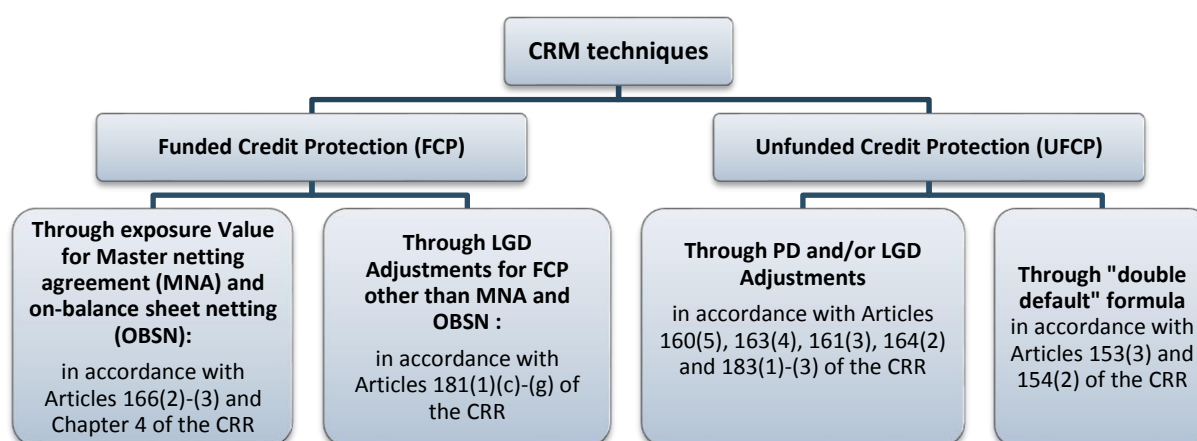 CRM techniques
Funded Credit Protection (FCP)
Unfunded Credit Protection (UFCP)
Through exposure Value
for Master netting
agreement (MNA) and
on-balance sheet netting
(OBSN):
in accordance with
Articles 166(2)-(3) and
Chapter 4 of the CRR
Through LGD
Adjustments for FCP
other than MNA and
OBSN :
in accordance with
Articles 181(1)(c)-(g) of
the CRR
Through PD and/or LGD
Adjustments
in accordance with Articles
160(5), 163(4), 161(3), 164(2)
and 183(1)-(3) of the CRR
Through "double
default" formula
in accordance with
Articles 153(3) and
154(2) of the CRR